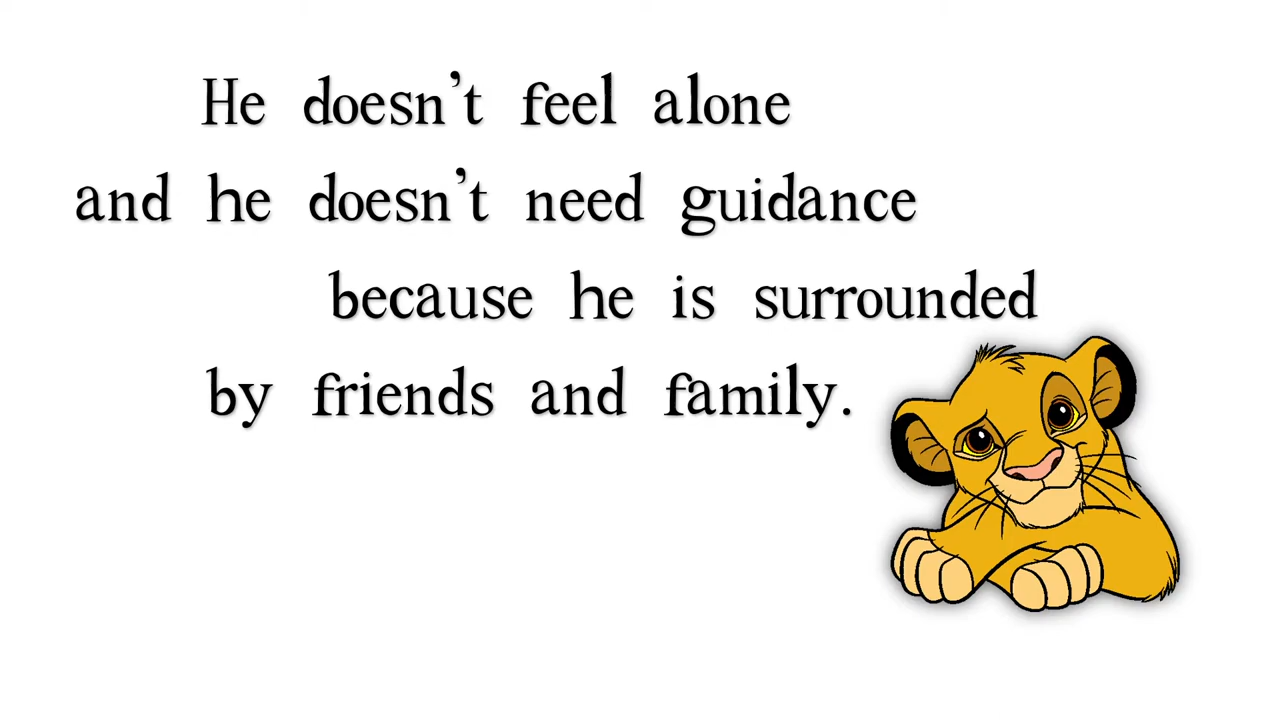 He doesn't feel alone
and he doesn't need guidance
because he is surrounded
by friends and family.